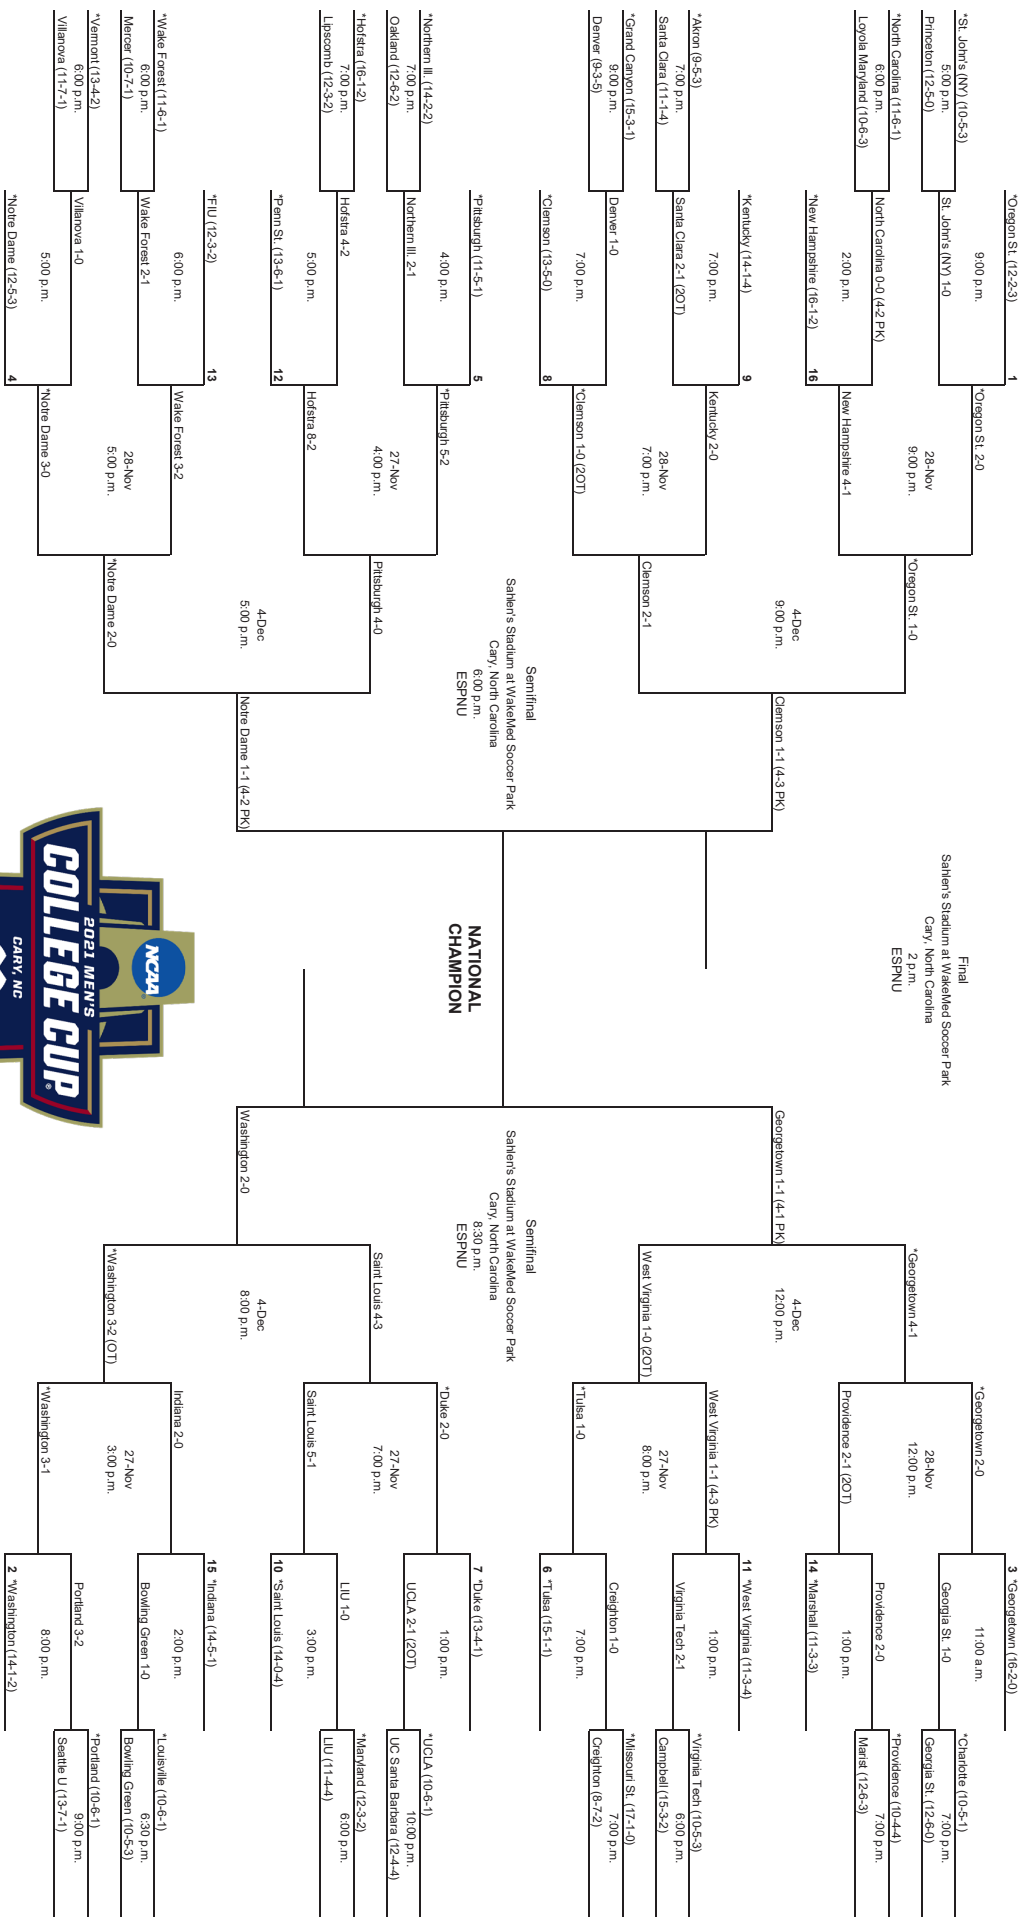 *St. John's (NY) (10-5-3)
5:00 p.m.
Princeton (12-5-0)
*North Carolina (11-6-1)
6:00 p.m.
Loyola Maryland (10-6-3)
*Akron (9-5-3)
7:00 p.m.
Santa Clara (11-1-4)
*Grand Canyon (15-3-1)
9:00 p.m.
Denver (9-3-5)
*Northern Ill. (14-2-2)
7:00 p.m.
Oakland (12-6-2)
*Hofstra (16-1-2)
7:00 p.m.
Lipscomb (12-3-2)
*Wake Forest (11-6-1)
6:00 p.m.
Mercer (10-7-1)
*Vermont (13-4-2)
6:00 p.m.
Villanova (11-7-1)
*Oregon St. (12-2-3)
1
9:00 p.m.
St. John's (NY) 1-0
North Carolina 0-0 (4-2 PK)
2:00 p.m.
*New Hampshire (16-1-2)
16
*Kentucky (14-1-4)
9
7:00 p.m.
Santa Clara 2-1 (2OT)
Denver 1-0
7:00 p.m.
*Clemson (13-5-0)
8
*Pittsburgh (11-5-1)
5
4:00 p.m.
Northern Ill. 2-1
Hofstra 4-2
5:00 p.m.
*Penn St. (13-6-1)
12
*FIU (12-3-2)
13
6:00 p.m.
Wake Forest 2-1
Villanova 1-0
5:00 p.m.
*Notre Dame (12-5-3)
4
*Oregon St. 2-0
28-Nov
9:00 p.m.
New Hampshire 4-1
Kentucky 2-0
28-Nov
7:00 p.m.
*Clemson 1-0 (2OT)
*Pittsburgh 5-2
27-Nov
4:00 p.m.
Hofstra 8-2
Wake Forest 3-2
28-Nov
5:00 p.m.
*Notre Dame 3-0
*Oregon St. 1-0
4-Dec
9:00 p.m.
Clemson 2-1
Semifinal
Sahlen's Stadium at WakeMed Soccer Park
Cary, North Carolina
6:00 p.m.
ESPNU
Pittsburgh 4-0
4-Dec
5:00 p.m.
*Notre Dame 2-0
Clemson 1-1 (4-3 PK)
Notre Dame 1-1 (4-2 PK)
Final
Sahlen's Stadium at WakeMed Soccer Park
Cary, North Carolina
2 p.m.
ESPNU
NATIONAL
CHAMPION
NCAA
2021 MEN'S
COLLEGE CUP
CARY, NC
Georgetown 1-1 (4-1 PK)
Washington 2-0
Semifinal
Sahlen's Stadium at WakeMed Soccer Park
Cary, North Carolina
8:30 p.m.
ESPNU
*Georgetown 4-1
4-Dec
12:00 p.m.
West Virginia 1-0 (2OT)
Saint Louis 4-3
4-Dec
8:00 p.m.
*Washington 3-2 (OT)
*Georgetown 2-0
28-Nov
12:00 p.m.
Providence 2-1 (2OT)
West Virginia 1-1 (4-3 PK)
27-Nov
8:00 p.m.
*Tulsa 1-0
*Duke 2-0
27-Nov
7:00 p.m.
Saint Louis 5-1
Indiana 2-0
27-Nov
3:00 p.m.
*Washington 3-1
3 *Georgetown (16-2-0)
11:00 a.m.
Georgia St. 1-0
Providence 2-0
1:00 p.m.
14 *Marshall (11-3-3)
11 *West Virginia (11-3-4)
1:00 p.m.
Virginia Tech 2-1
Creighton 1-0
7:00 p.m.
6 *Tulsa (15-1-1)
7 *Duke (13-4-1)
1:00 p.m.
UCLA 2-1 (2OT)
LIU 1-0
3:00 p.m.
10 *Saint Louis (14-0-4)
15 *Indiana (14-5-1)
2:00 p.m.
Bowling Green 1-0
Portland 3-2
8:00 p.m.
2 *Washington (14-1-2)
*Charlotte (10-5-1)
7:00 p.m.
Georgia St. (12-6-0)
*Providence (10-4-4)
7:00 p.m.
Marist (12-6-3)
*Virginia Tech (10-5-3)
6:00 p.m.
Campbell (15-3-2)
*Missouri St. (17-1-0)
7:00 p.m.
Creighton (8-7-2)
*UCLA (10-6-1)
10:00 p.m.
UC Santa Barbara (12-4-4)
*Maryland (12-3-2)
6:00 p.m.
LIU (11-4-4)
*Louisville (10-6-1)
6:30 p.m.
Bowling Green (10-5-3)
*Portland (10-6-1)
9:00 p.m.
Seattle U (13-7-1)